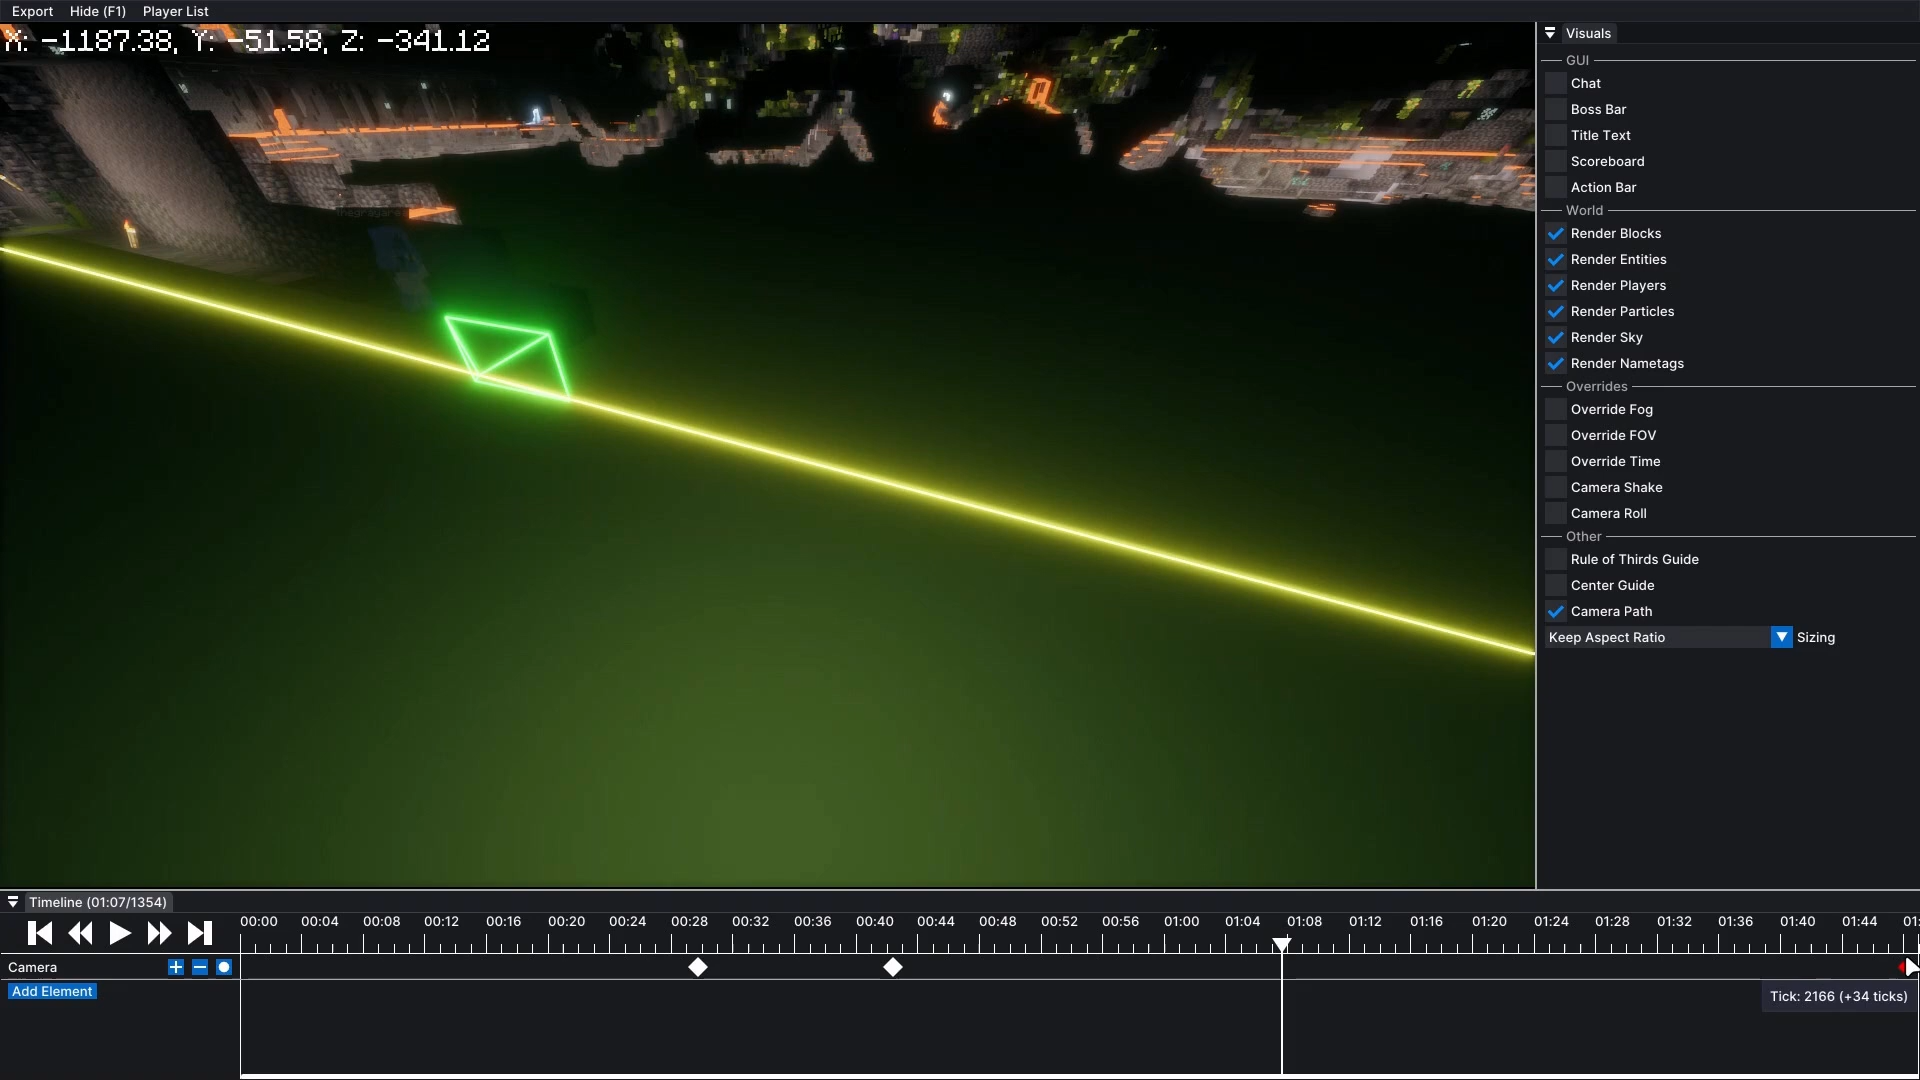 Export Hide (F1) Player List
X: -1187.38, Y: -51.58, Z: -341.12
Visuals
GUI
Chat
Boss Bar
Title Text
Scoreboard
Action Bar
World
Render Blocks
Render Entities
Render Players
Render Particles
Render Sky
Render Nametags
Overrides
Override Fog
Override FOV
Override Time
Camera Shake
Camera Roll
Other
Rule of Thirds Guide
Center Guide
Camera Path
Keep Aspect Ratio Sizing
Timeline (01:07/1354)
00:00 00:04 00:08 00:12 00:16 00:20 00:24 00:28 00:32 00:36 00:40 00:44 00:48 00:52 00:56 01:00 01:04 01:08 01:12 01:16 01:20 01:24 01:28 01:32 01:36 01:40 01:44 01:
Camera
Add Element
Tick: 2166 (+34 ticks)